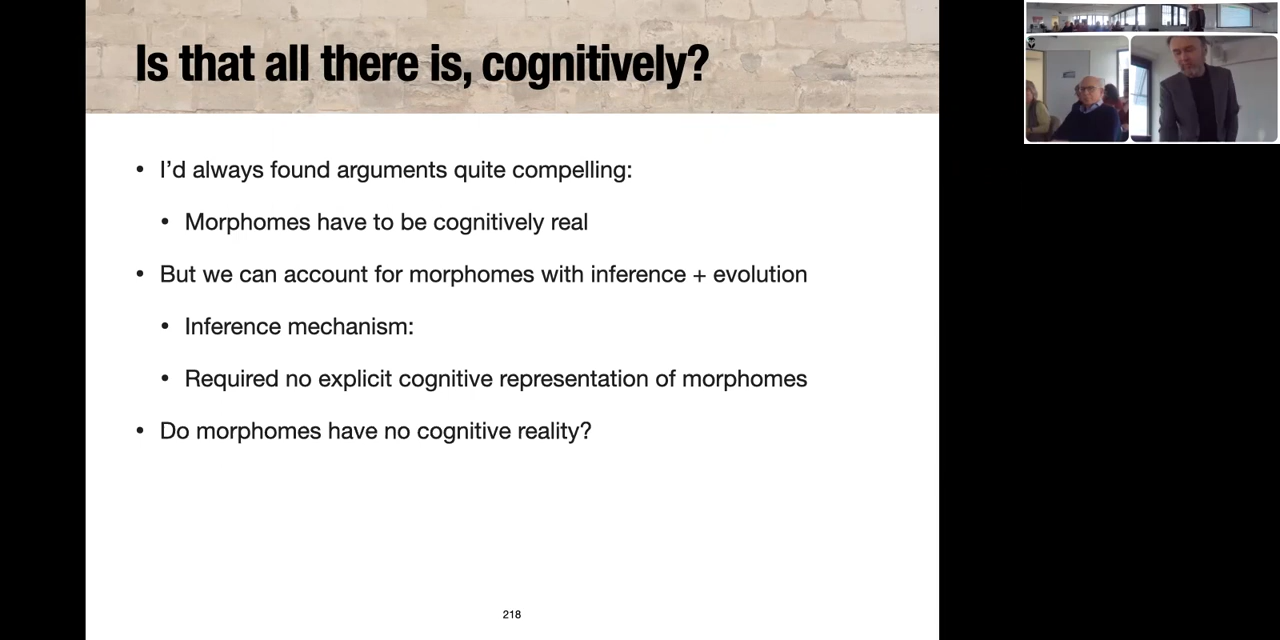 Is that all there is, cognitively?
• I’d always found arguments quite compelling:
• Morphomes have to be cognitively real
• But we can account for morphomes with inference + evolution
• Inference mechanism:
• Required no explicit cognitive representation of morphomes
• Do morphomes have no cognitive reality?
218